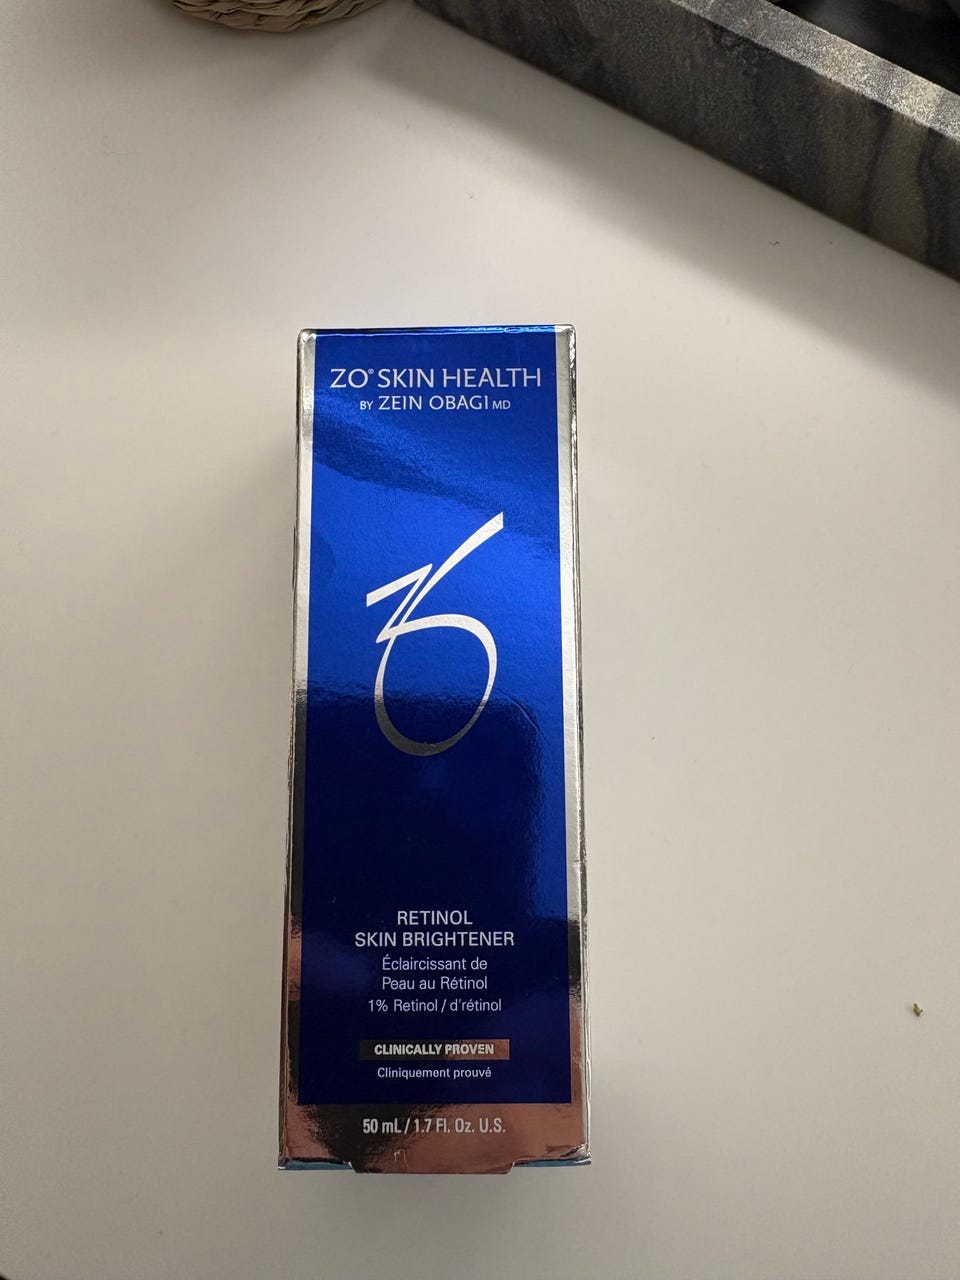 ZO® SKIN HEALTH
BY ZEIN OBAGI MD
ZO
RETINOL
SKIN BRIGHTENER
Éclaircissant de
Peau au Rétinol
1% Retinol / d'rétinol
CLINICALLY PROVEN
Cliniquement prouvé
50 mL / 1.7 Fl. Oz. U.S.